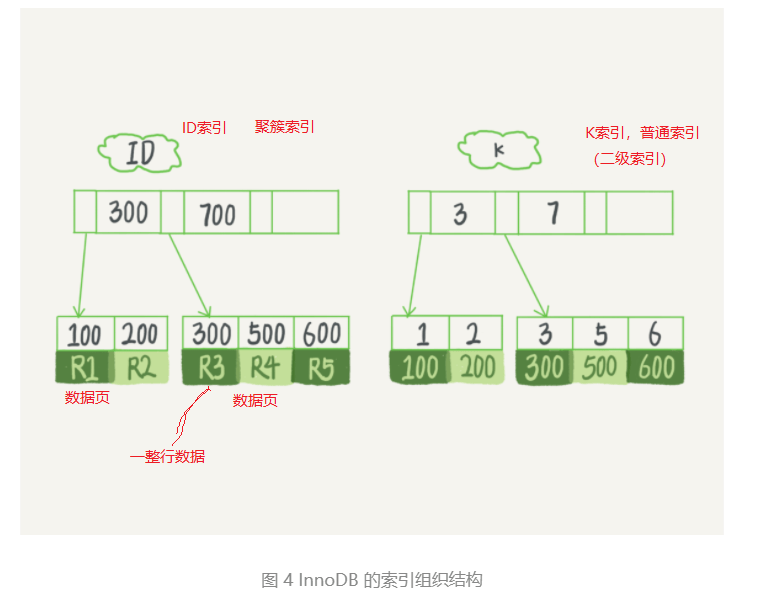 ID索引 聚簇索引
ID
300 700
100 200 300 500 600
R1 R2 R3 R4 R5
数据页 数据页
一整行数据
K索引，普通索引
(二级索引)
k
3 7
1 2 3 5 6
100 200 300 500 600
图 4 InnoDB 的索引组织结构